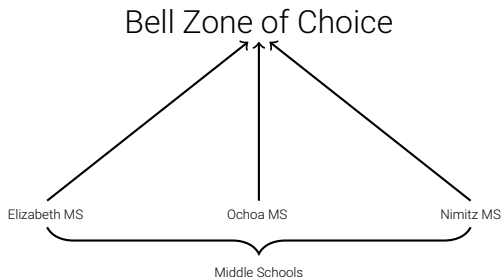 Bell Zone of Choice
Elizabeth MS
Ochoa MS
Nimitz MS
Middle Schools